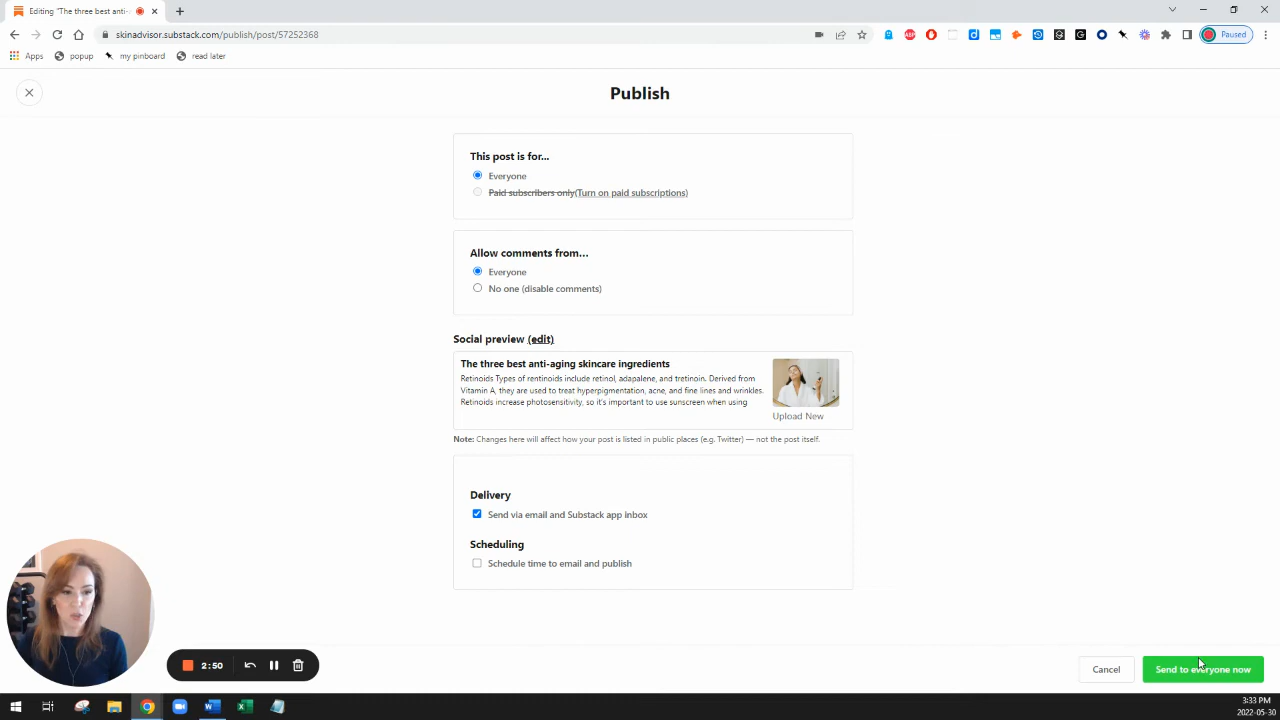 Editing "The three best anti-
skinadvisor.substack.com/publish/post/57252368
Paused
Apps popup my pinboard read later
Publish
This post is for...
Everyone
Paid subscribers only(Turn on paid subscriptions)
Allow comments from...
Everyone
No one (disable comments)
Social preview (edit)
The three best anti-aging skincare ingredients
Retinoids Types of rentinoids include retinol, adapalene, and tretinoin. Derived from
Vitamin A, they are used to treat hyperpigmentation, acne, and fine lines and wrinkles.
Retinoids increase photosensitivity, so it's important to use sunscreen when using
Upload New
Note: Changes here will affect how your post is listed in public places (e.g. Twitter) — not the post itself.
Delivery
Send via email and Substack app inbox
Scheduling
Schedule time to email and publish
2:50
Cancel
Send to everyone now
3:33 PM
2022-05-30